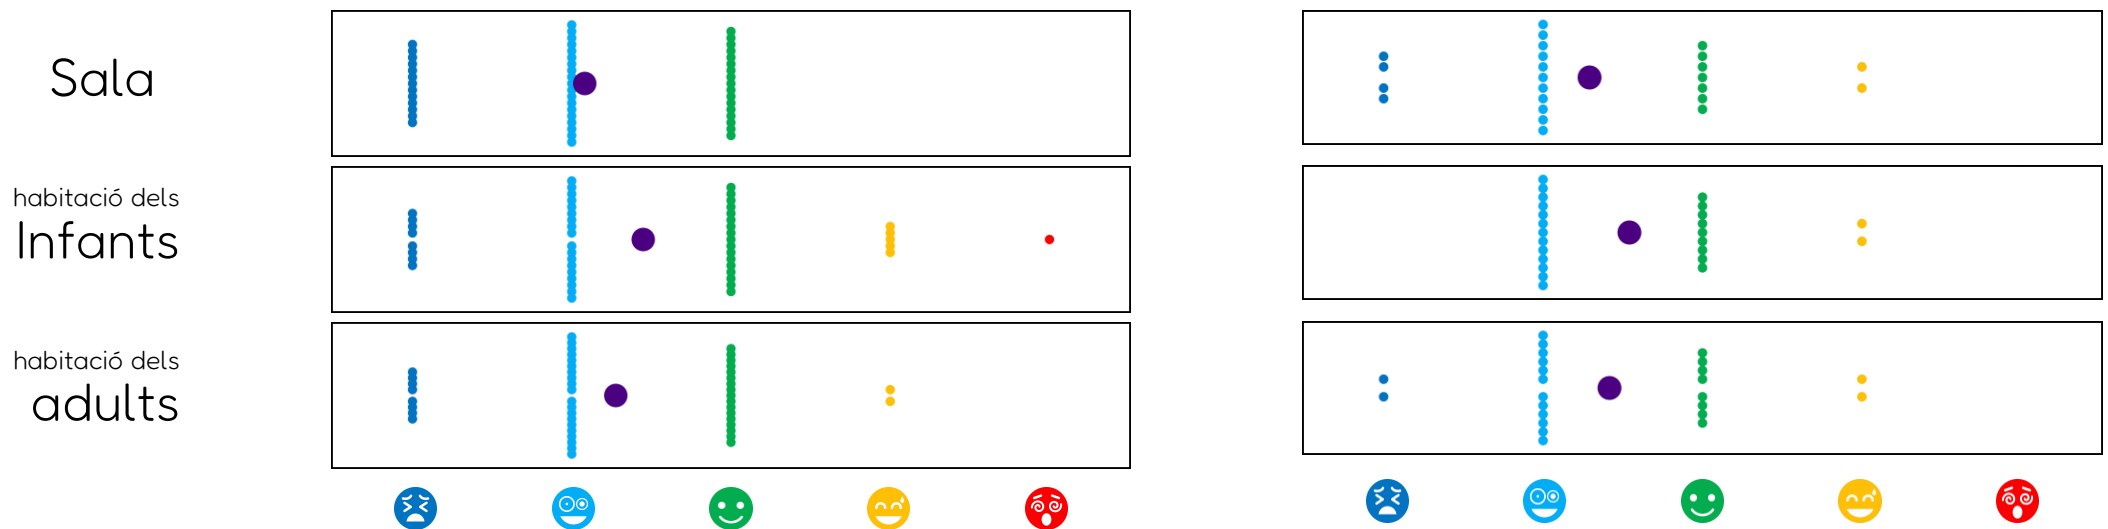 Sala
habitació dels
Infants
habitació dels
adults